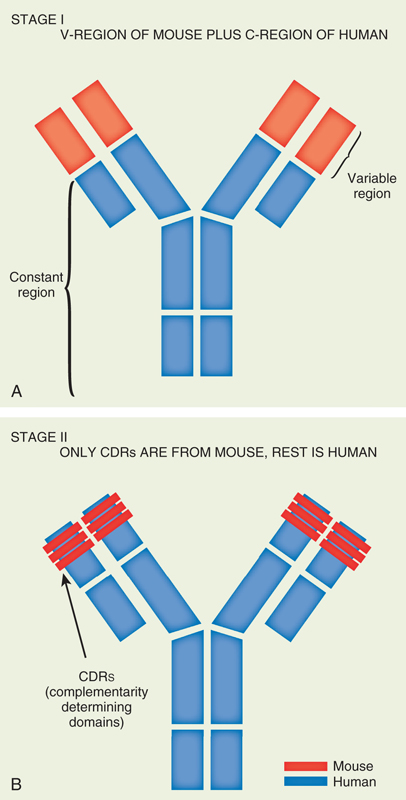 STAGE I
V-REGION OF MOUSE PLUS C-REGION OF HUMAN
Variable
region
Constant
region
A
STAGE II
ONLY CDRs ARE FROM MOUSE, REST IS HUMAN
CDRs
(complementarity
determining
domains)
Mouse
Human
B